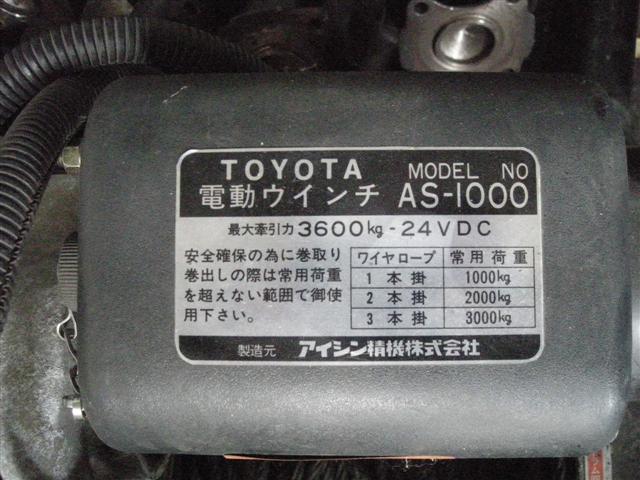 TOYOTA MODEL NO
電動ウインチ AS-1000
最大牽引力 3600kg - 24VDC
安全確保の為に巻取り
巻出しの際は常用荷重
を超えない範囲で御使
用下さい。
ワイヤロープ 常用荷重
1本掛 1000kg
2本掛 2000kg
3本掛 3000kg
製造元 アイシン精機株式会社